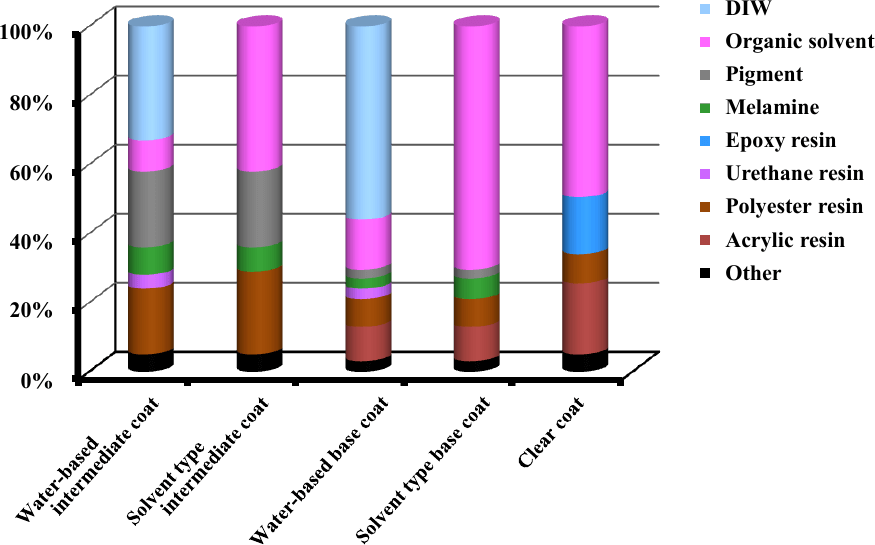 100%
80%
60%
40%
20%
0%
Water-based
intermediate coat
Solvent type
intermediate coat
Water-based base coat
Solvent type base coat
Clear coat
DIW
Organic solvent
Pigment
Melamine
Epoxy resin
Urethane resin
Polyester resin
Acrylic resin
Other